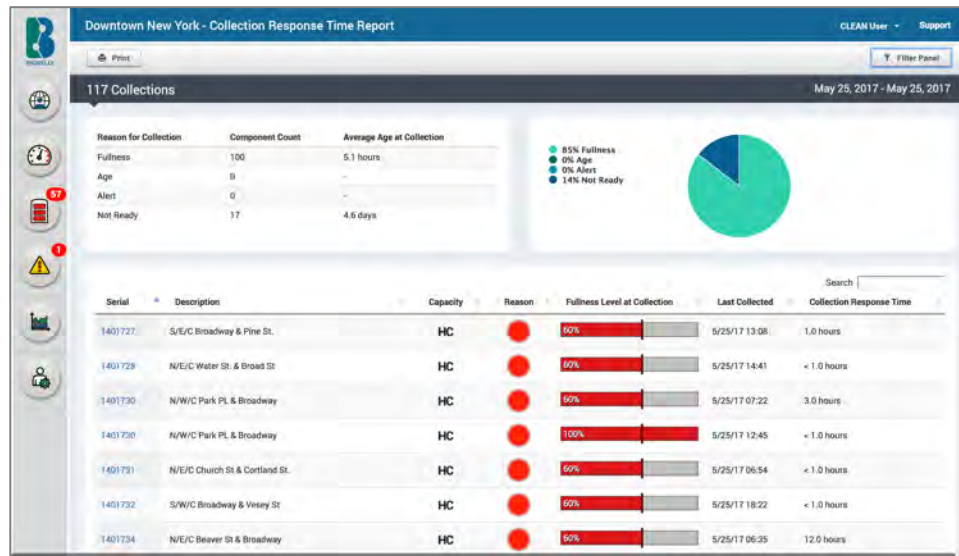 Downtown New York - Collection Response Time Report CLEAN User Support
BIGBELLY
Print Filter Panel
117 Collections May 25, 2017 - May 25, 2017
Reason for Collection Component Count Average Age at Collection
Fullness 100 5.1 hours
Age 0 -
Alert 0 -
Not Ready 17 4.6 days
85% Fullness
0% Age
0% Alert
14% Not Ready
57
1
Search
Serial Description Capacity Reason Fullness Level at Collection Last Collected Collection Response Time
1401727 S/E/C Broadway & Pine St. HC 60% 5/25/17 13:08 1.0 hours
1401728 N/E/C Water St. & Broad St HC 60% 5/25/17 14:41 < 1.0 hours
1401730 N/W/C Park PL & Broadway HC 60% 5/25/17 07:22 3.0 hours
1401730 N/W/C Park PL & Broadway HC 100% 5/25/17 12:45 < 1.0 hours
1401731 N/E/C Church St & Cortland St. HC 60% 5/25/17 06:54 < 1.0 hours
1401732 S/W/C Broadway & Vesey St HC 60% 5/25/17 18:22 < 1.0 hours
1401734 N/E/C Beaver St & Broadway HC 60% 5/25/17 06:35 12.0 hours